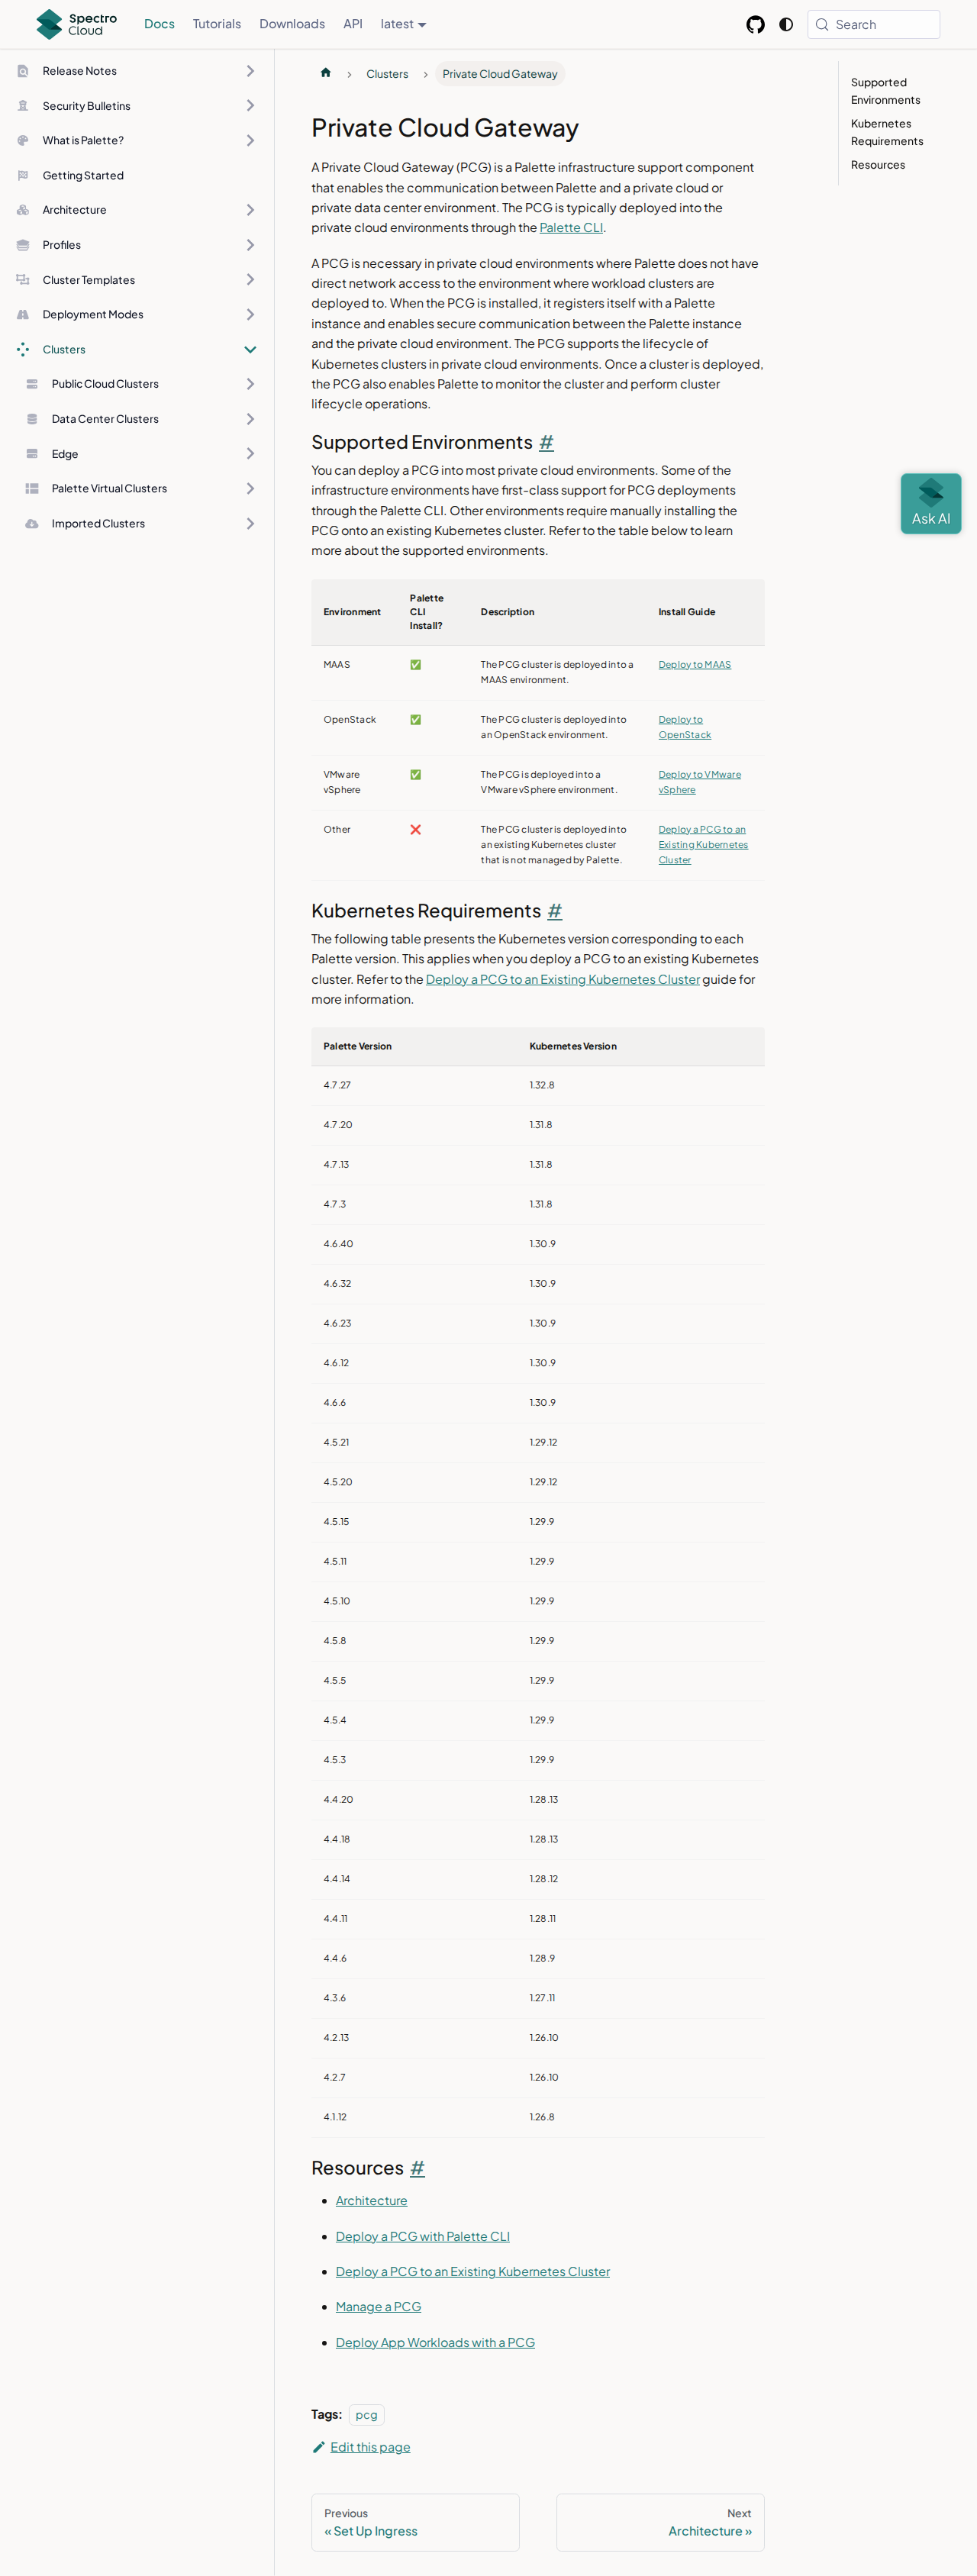 Spectro
Cloud
Docs
Tutorials
Downloads
API
latest
Search
Release Notes
Security Bulletins
What is Palette?
Getting Started
Architecture
Profiles
Cluster Templates
Deployment Modes
Clusters
Public Cloud Clusters
Data Center Clusters
Edge
Palette Virtual Clusters
Imported Clusters
Clusters
Private Cloud Gateway
Private Cloud Gateway
A Private Cloud Gateway (PCG) is a Palette infrastructure support component
that enables the communication between Palette and a private cloud or
private data center environment. The PCG is typically deployed into the
private cloud environments through the Palette CLI.
A PCG is necessary in private cloud environments where Palette does not have
direct network access to the environment where workload clusters are
deployed to. When the PCG is installed, it registers itself with a Palette
instance and enables secure communication between the Palette instance
and the private cloud environment. The PCG supports the lifecycle of
Kubernetes clusters in private cloud environments. Once a cluster is deployed,
the PCG also enables Palette to monitor the cluster and perform cluster
lifecycle operations.
Supported Environments #
You can deploy a PCG into most private cloud environments. Some of the
infrastructure environments have first-class support for PCG deployments
through the Palette CLI. Other environments require manually installing the
PCG onto an existing Kubernetes cluster. Refer to the table below to learn
more about the supported environments.
Environment
Palette
CLI
Install?
Description
Install Guide
MAAS
✅
The PCG cluster is deployed into a
MAAS environment.
Deploy to MAAS
OpenStack
✅
The PCG cluster is deployed into
an OpenStack environment.
Deploy to
OpenStack
VMware
vSphere
✅
The PCG is deployed into a
VMware vSphere environment.
Deploy to VMware
vSphere
Other
❌
The PCG cluster is deployed into
an existing Kubernetes cluster
that is not managed by Palette.
Deploy a PCG to an
Existing Kubernetes
Cluster
Kubernetes Requirements #
The following table presents the Kubernetes version corresponding to each
Palette version. This applies when you deploy a PCG to an existing Kubernetes
cluster. Refer to the Deploy a PCG to an Existing Kubernetes Cluster guide for
more information.
Palette Version
Kubernetes Version
4.7.27
1.32.8
4.7.20
1.31.8
4.7.13
1.31.8
4.7.3
1.31.8
4.6.40
1.30.9
4.6.32
1.30.9
4.6.23
1.30.9
4.6.12
1.30.9
4.6.6
1.30.9
4.5.21
1.29.12
4.5.20
1.29.12
4.5.15
1.29.9
4.5.11
1.29.9
4.5.10
1.29.9
4.5.8
1.29.9
4.5.5
1.29.9
4.5.4
1.29.9
4.5.3
1.29.9
4.4.20
1.28.13
4.4.18
1.28.13
4.4.14
1.28.12
4.4.11
1.28.11
4.4.6
1.28.9
4.3.6
1.27.11
4.2.13
1.26.10
4.2.7
1.26.10
4.1.12
1.26.8
Resources #
Architecture
Deploy a PCG with Palette CLI
Deploy a PCG to an Existing Kubernetes Cluster
Manage a PCG
Deploy App Workloads with a PCG
Tags: pcg
Edit this page
Previous
« Set Up Ingress
Next
Architecture »
Supported
Environments
Kubernetes
Requirements
Resources
Ask AI